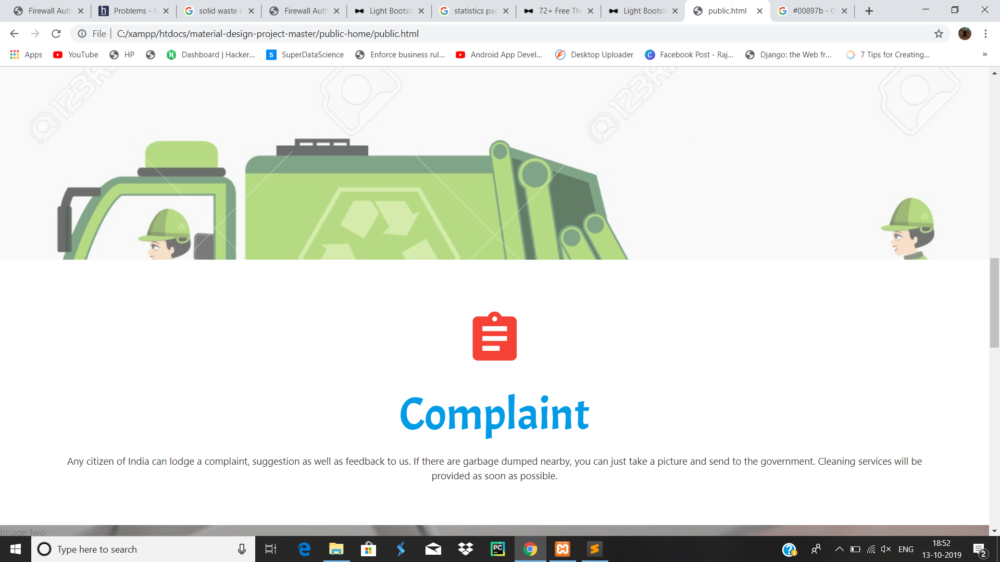 Firewall Auth
Problems - H
solid waste m
Firewall Auth
Light Bootst
statistics pag
72+ Free The
Light Bootst
public.html
#00897b - G
File
C:/xampp/htdocs/material-design-project-master/public-home/public.html
Apps
YouTube
HP
Dashboard | Hacker...
SuperDataScience
Enforce business rul...
Android App Devel...
Desktop Uploader
Facebook Post - Raj...
Django: the Web fr...
7 Tips for Creating...
»
@123R
@123R
Complaint
Any citizen of India can lodge a complaint, suggestion as well as feedback to us. If there are garbage dumped nearby, you can just take a picture and send to the government. Cleaning services will be
provided as soon as possible.
Image two
Type here to search
ENG
18:52
13-10-2019
2